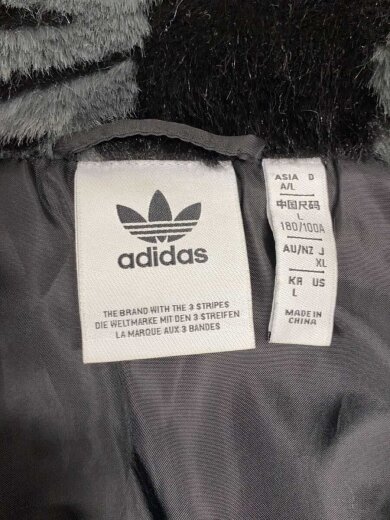 adidas
THE BRAND WITH THE 3 STRIPES
DIE WELTMARKE MIT DEN 3 STREIFEN
LA MARQUE AUX 3 BANDES
ASIA D
A/L
中国尺码
L
180/100A
AU/NZ J
L XL
KR US
L L
MADE IN
CHINA